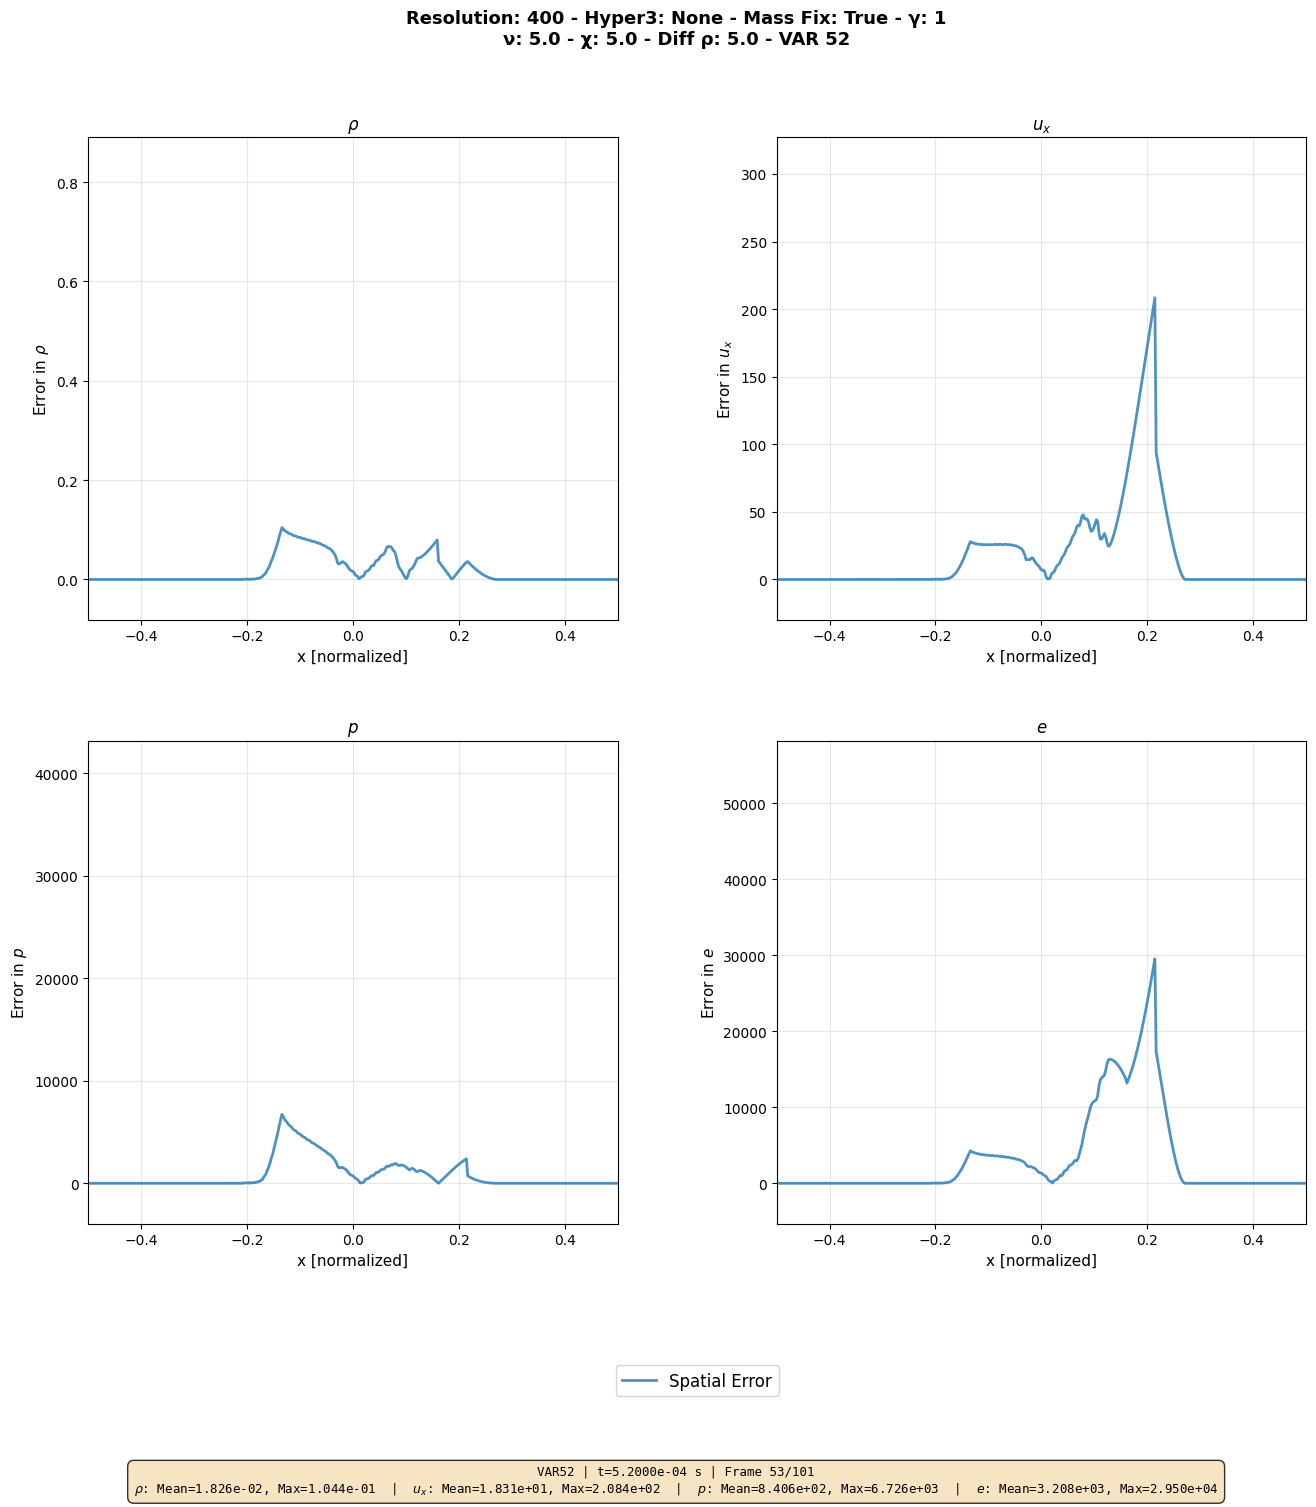 Resolution: 400 - Hyper3: None - Mass Fix: True - γ: 1
ν: 5.0 - χ: 5.0 - Diff ρ: 5.0 - VAR 52
ρ
0.8
0.6
0.4
0.2
0.0
Error in ρ
−0.4 −0.2 0.0 0.2 0.4
x [normalized]
u_x
300
250
200
150
100
50
0
Error in u_x
−0.4 −0.2 0.0 0.2 0.4
x [normalized]
p
40000
30000
20000
10000
0
Error in p
−0.4 −0.2 0.0 0.2 0.4
x [normalized]
e
50000
40000
30000
20000
10000
0
Error in e
−0.4 −0.2 0.0 0.2 0.4
x [normalized]
Spatial Error
VAR52 | t=5.2000e-04 s | Frame 53/101
ρ: Mean=1.826e-02, Max=1.044e-01 | u_x: Mean=1.831e+01, Max=2.084e+02 | p: Mean=8.406e+02, Max=6.726e+03 | e: Mean=3.208e+03, Max=2.950e+04